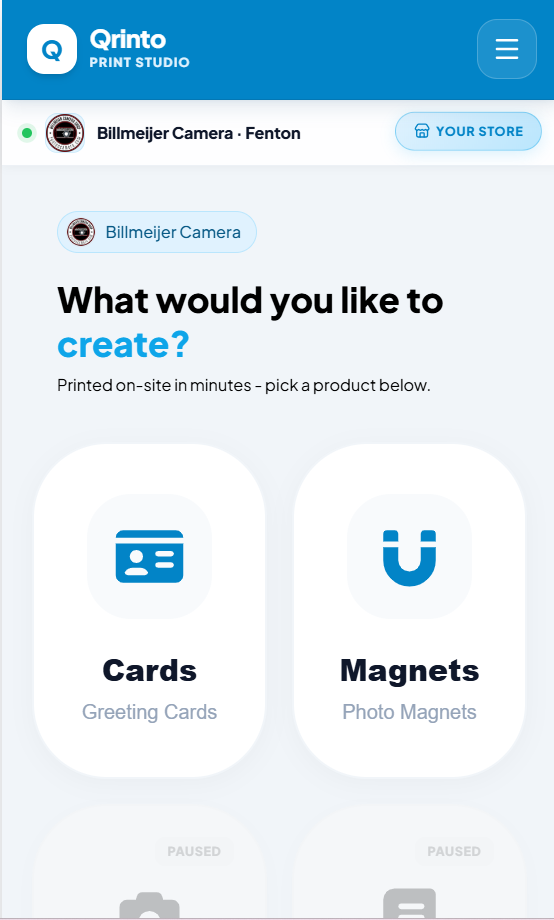 Q
Qrinto
PRINT STUDIO
Billmeijer Camera · Fenton
YOUR STORE
Billmeijer Camera
What would you like to
create?
Printed on-site in minutes - pick a product below.
Cards
Greeting Cards
Magnets
Photo Magnets
PAUSED
PAUSED